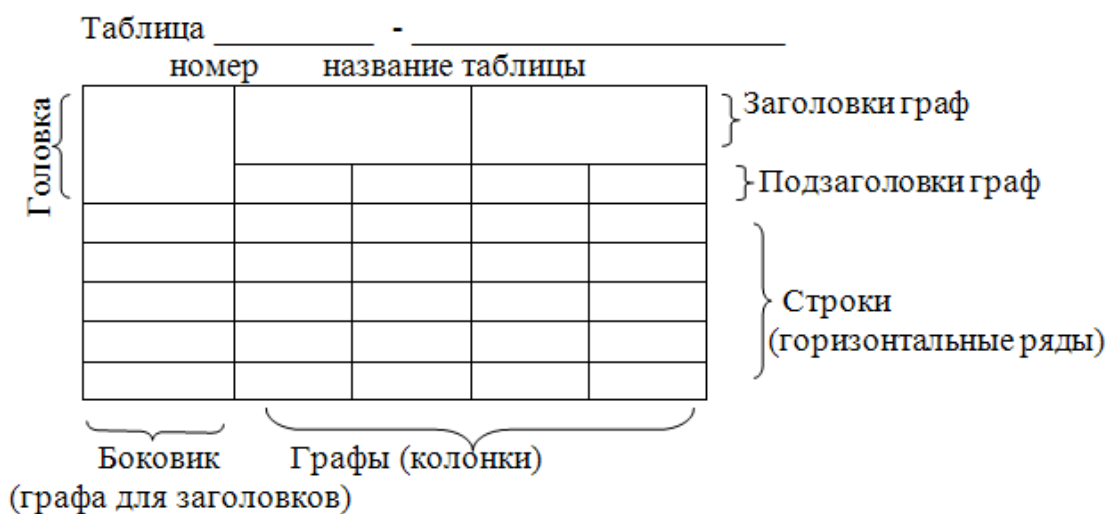 Таблица __________ - _______________________
номер название таблицы
Головка
Заголовки граф
Подзаголовки граф
Строки
(горизонтальные ряды)
Боковик
(графа для заголовков)
Графы (колонки)